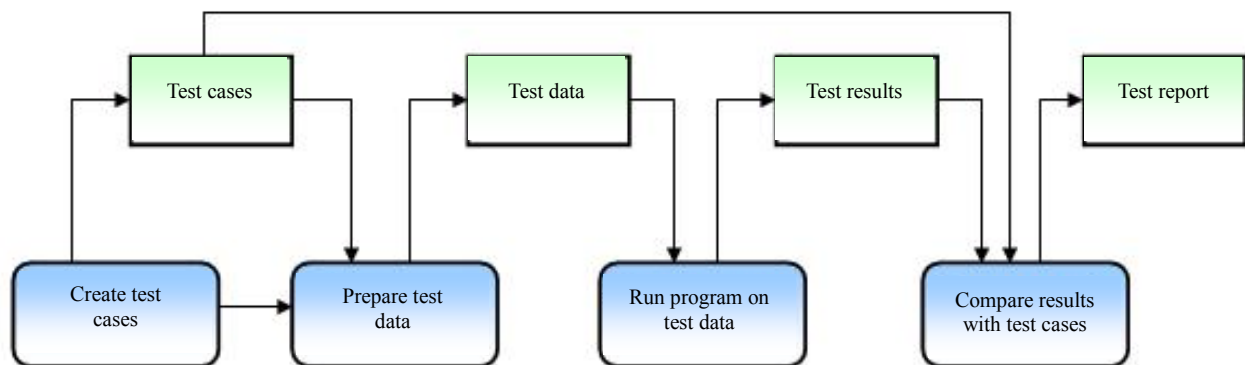 Test cases
Test data
Test results
Test report
Create test
cases
Prepare test
data
Run program on
test data
Compare results
with test cases